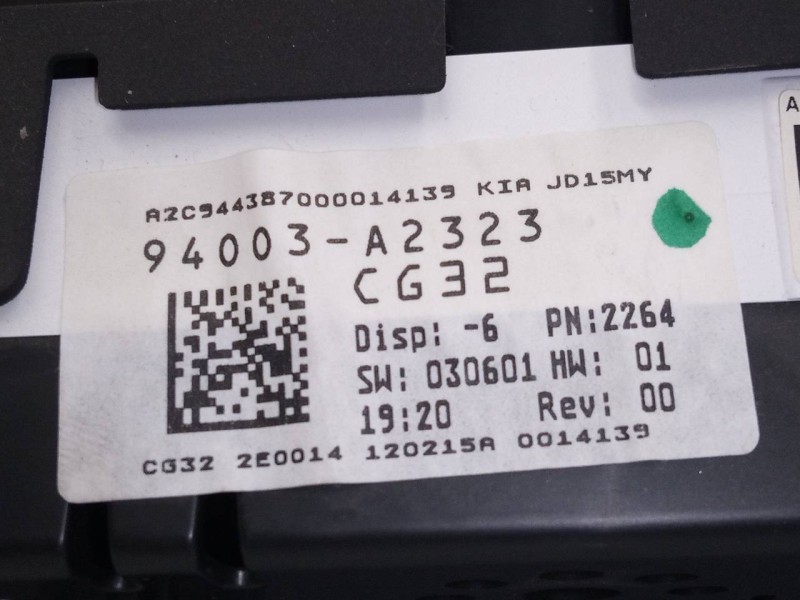 A2C944387000014139 KIA JD15MY
94003-A2323
CG32
Disp: -6 PN:2264
SW: 030601 HW: 01
19:20 Rev: 00
CG32 2E0014 120215A 0014139
A